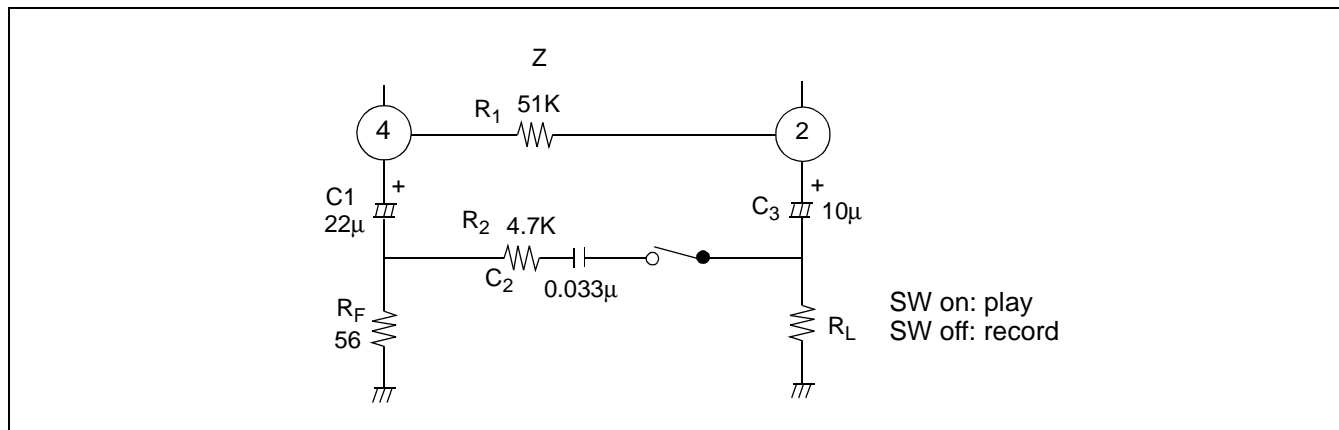 Z
R1 51K
4
2
C1 +
22µ
R2 4.7K
C2 0.033µ
+
C3 10µ
RF
56
RL
SW on: play
SW off: record